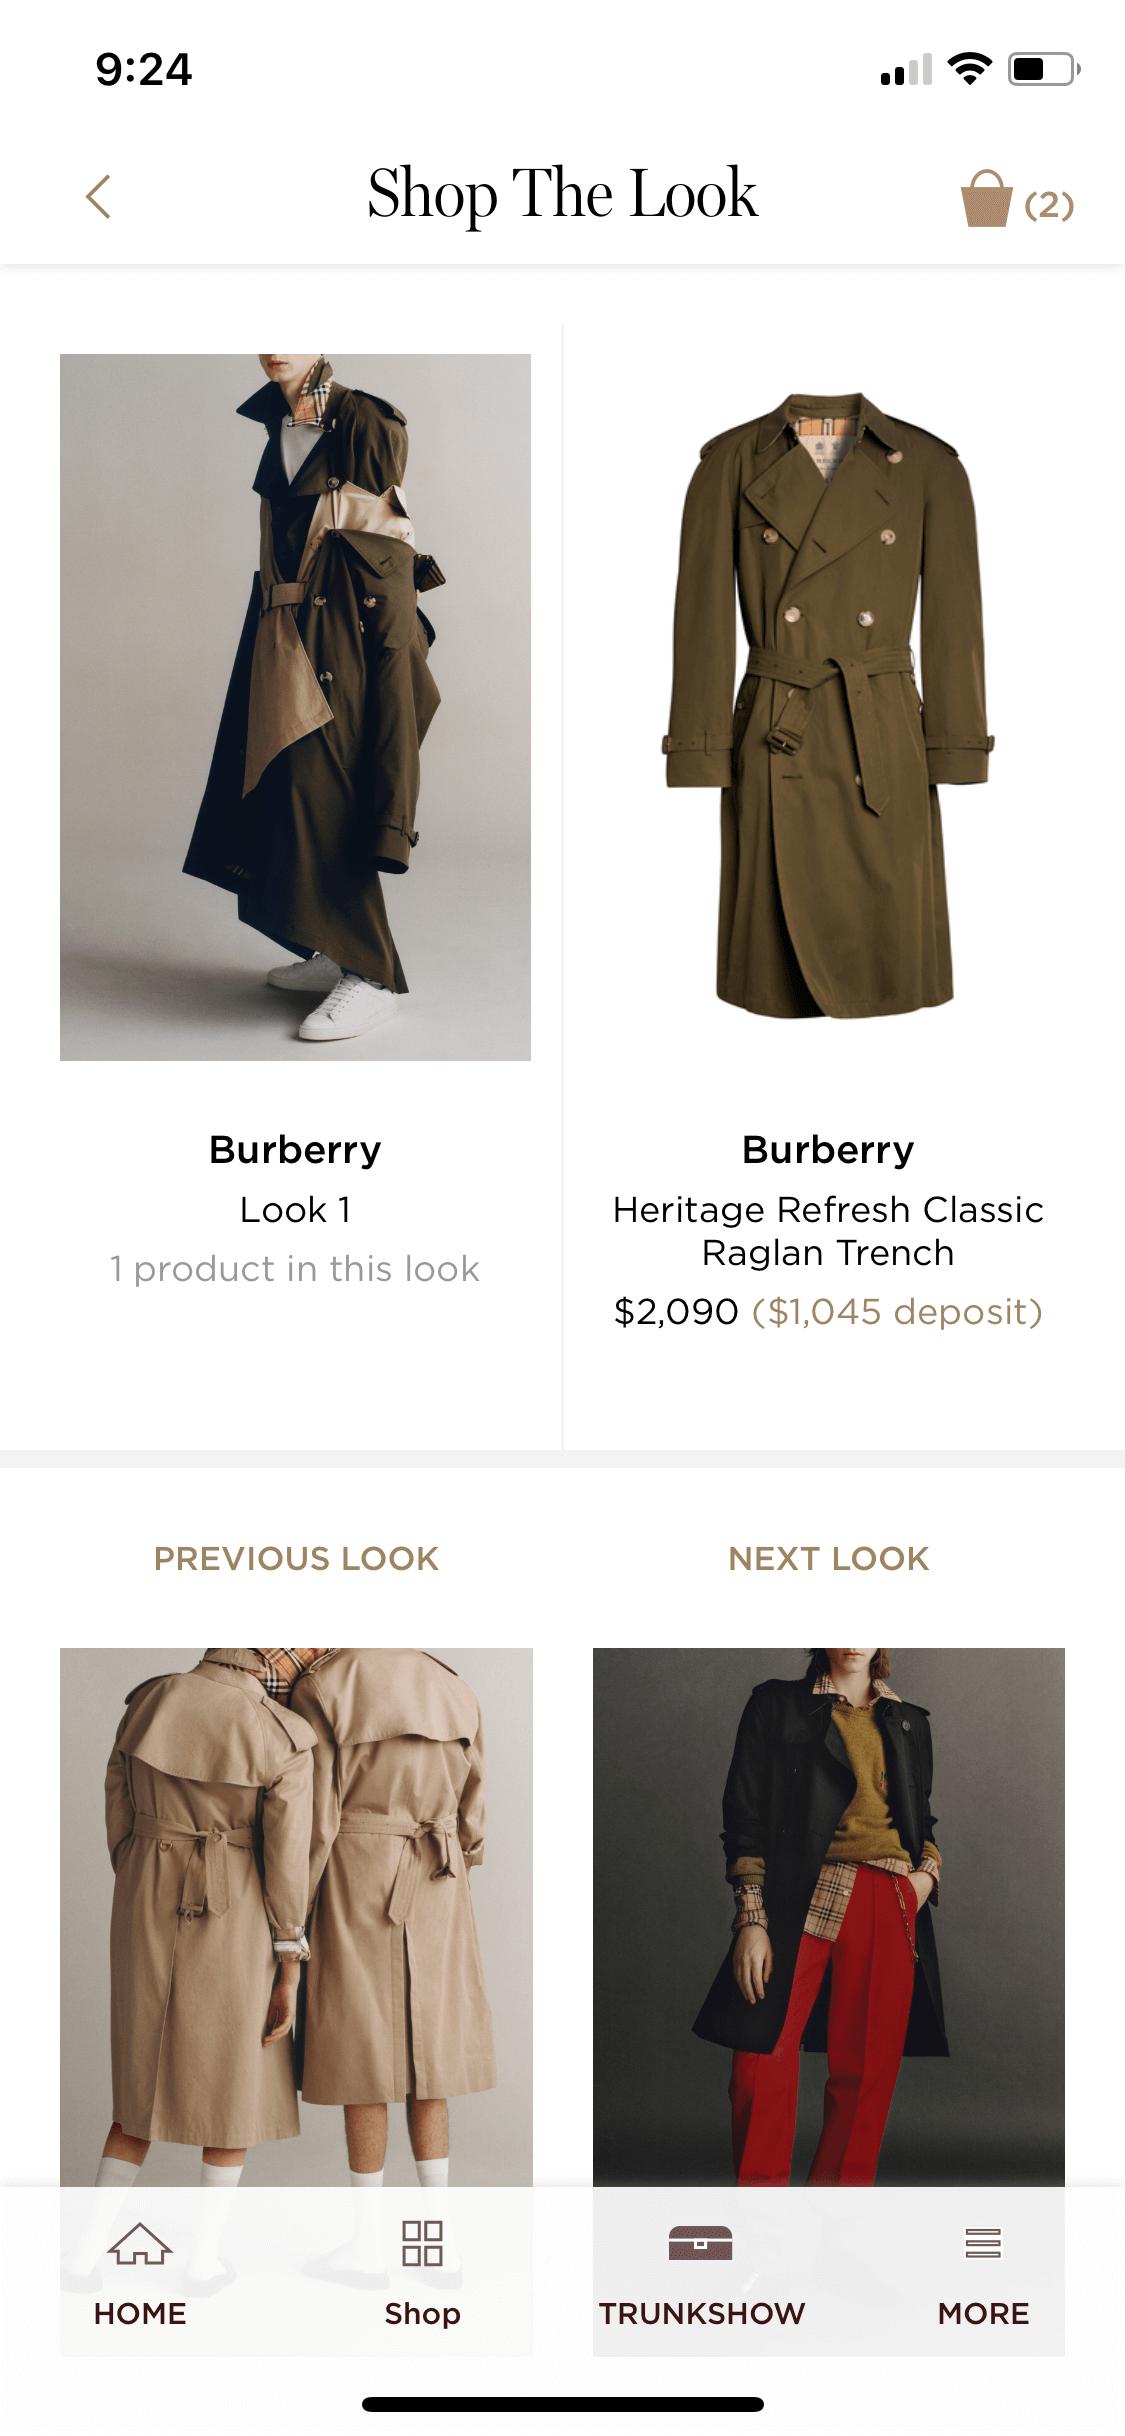 9:24
Shop The Look
(2)
Burberry
Look 1
1 product in this look
Burberry
Heritage Refresh Classic
Raglan Trench
$2,090 ($1,045 deposit)
PREVIOUS LOOK
NEXT LOOK
HOME
Shop
TRUNKSHOW
MORE